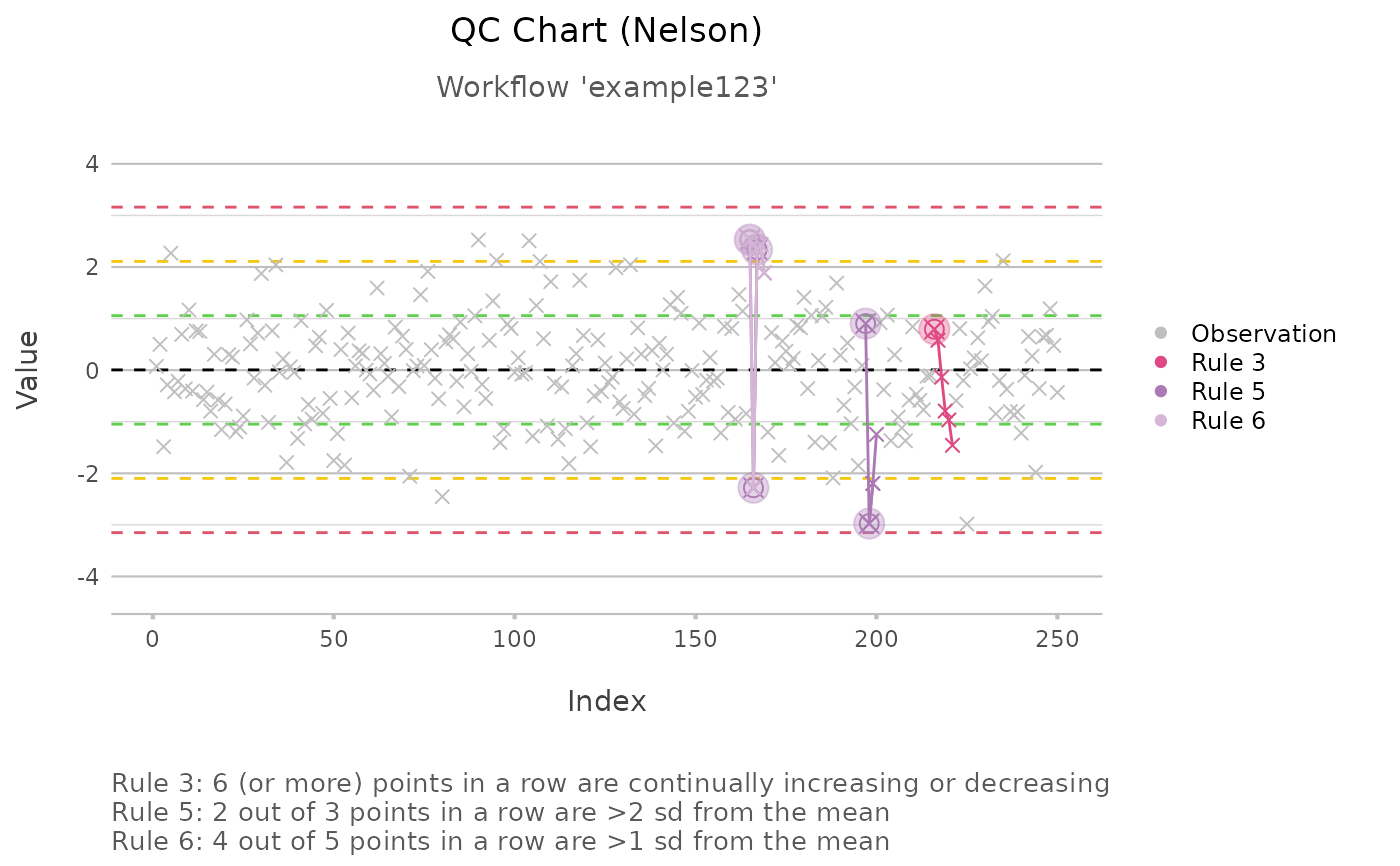 QC Chart (Nelson)
Workflow 'example123'
Value
4
2
0
-2
-4
0 50 100 150 200 250
Index
Observation
Rule 3
Rule 5
Rule 6
Rule 3: 6 (or more) points in a row are continually increasing or decreasing
Rule 5: 2 out of 3 points in a row are >2 sd from the mean
Rule 6: 4 out of 5 points in a row are >1 sd from the mean